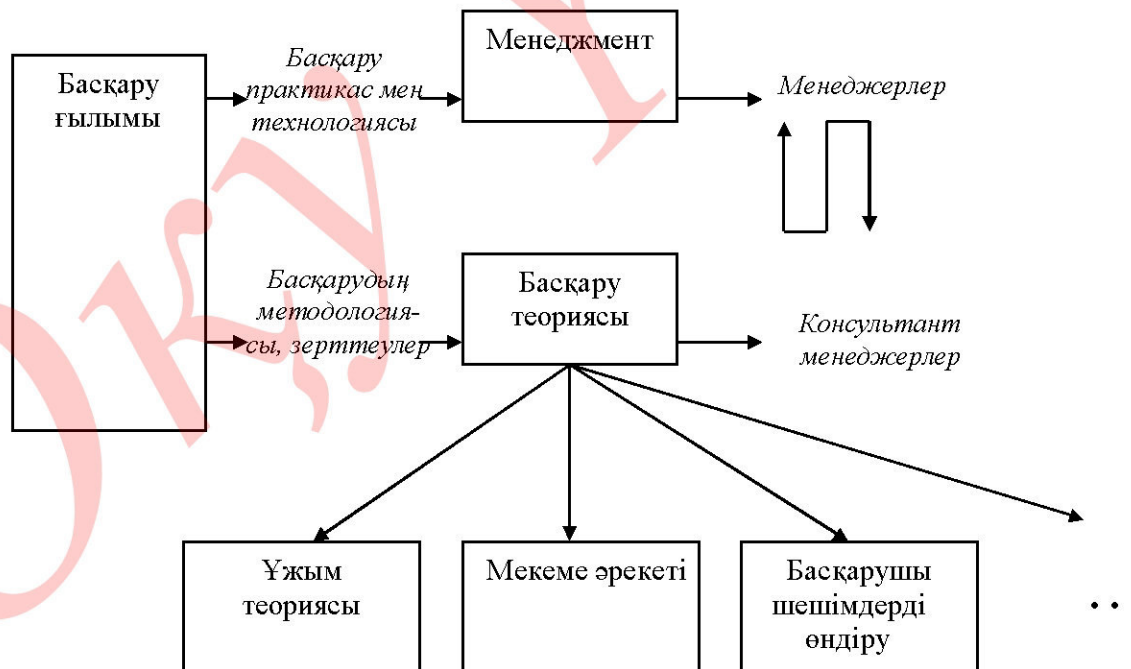 Басқару
ғылымы
Басқару
практикас мен
технологиясы
Менеджмент
Менеджерлер
Басқарудың
методология-
сы, зерттеулер
Басқару
теориясы
Консультант
менеджерлер
Ұжым
теориясы
Мекеме әрекеті
Басқарушы
шешімдерді
өндіру
. .
Оқу